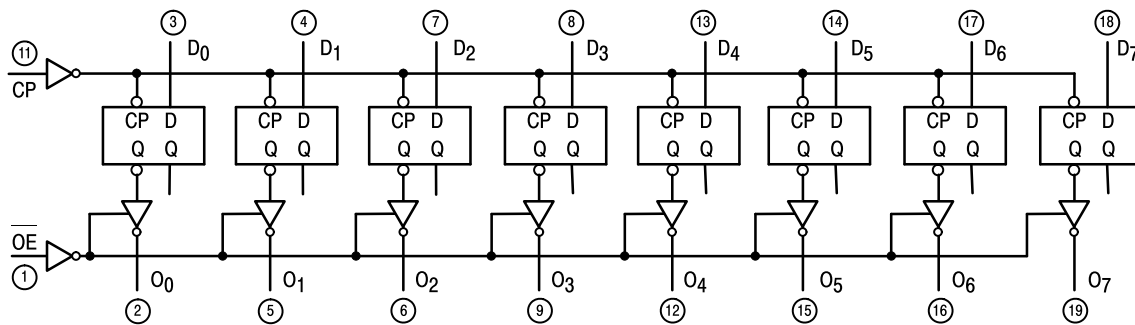 3 4 7 8 13 14 17 18
11 D0 D1 D2 D3 D4 D5 D6 D7
CP
CP D CP D CP D CP D CP D CP D CP D CP D
Q Q Q Q Q Q Q Q Q Q Q Q Q Q Q Q
OE
1 O0 O1 O2 O3 O4 O5 O6 O7
2 5 6 9 12 15 16 19